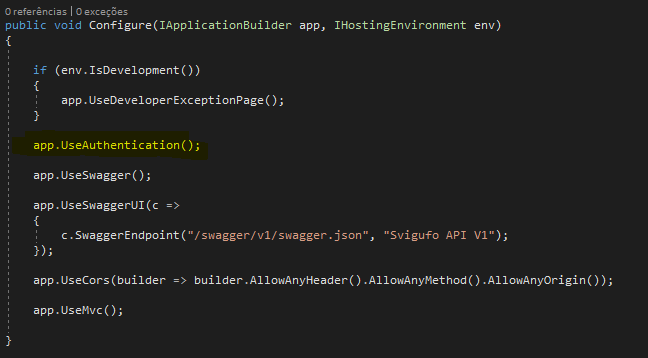 0 referências | 0 exceções
public void Configure(IApplicationBuilder app, IHostingEnvironment env)
{
if (env.IsDevelopment())
{
app.UseDeveloperExceptionPage();
}
app.UseAuthentication();
app.UseSwagger();
app.UseSwaggerUI(c =>
{
c.SwaggerEndpoint("/swagger/v1/swagger.json", "Svigufo API V1");
});
app.UseCors(builder => builder.AllowAnyHeader().AllowAnyMethod().AllowAnyOrigin());
app.UseMvc();
}